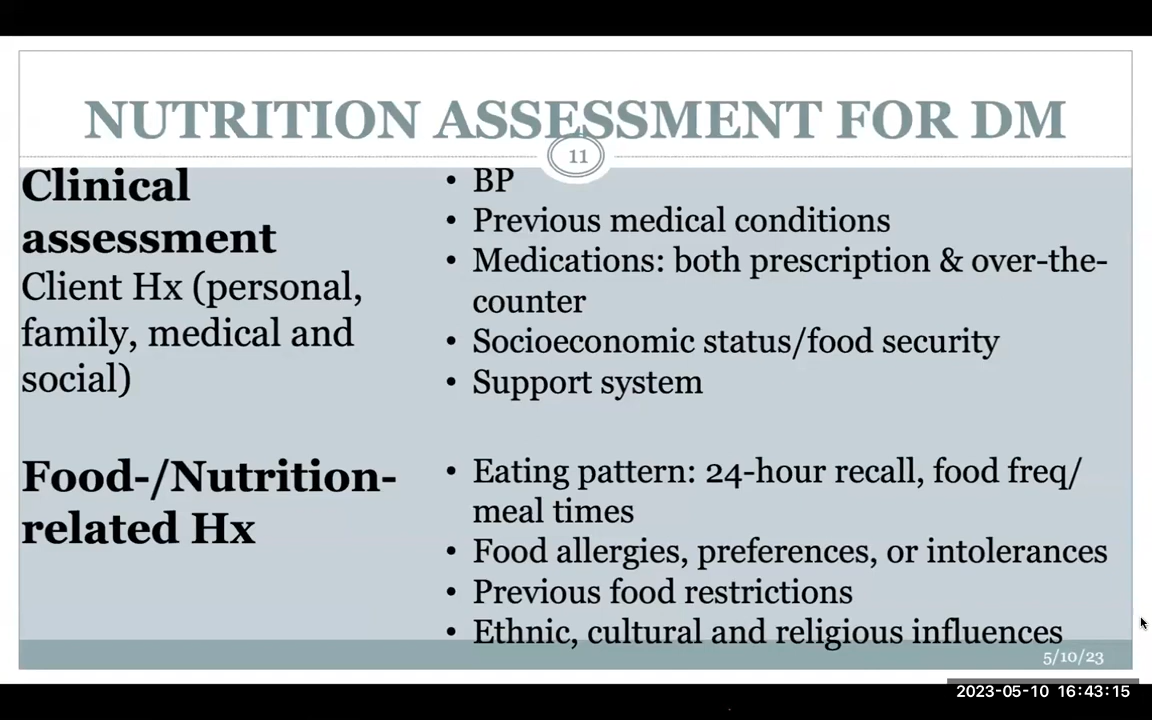 NUTRITION ASSESSMENT FOR DM
11
Clinical
assessment
Client Hx (personal,
family, medical and
social)
• BP
• Previous medical conditions
• Medications: both prescription & over-the-
counter
• Socioeconomic status/food security
• Support system
Food-/Nutrition-
related Hx
• Eating pattern: 24-hour recall, food freq/
meal times
• Food allergies, preferences, or intolerances
• Previous food restrictions
• Ethnic, cultural and religious influences
5/10/23
2023-05-10 16:43:15